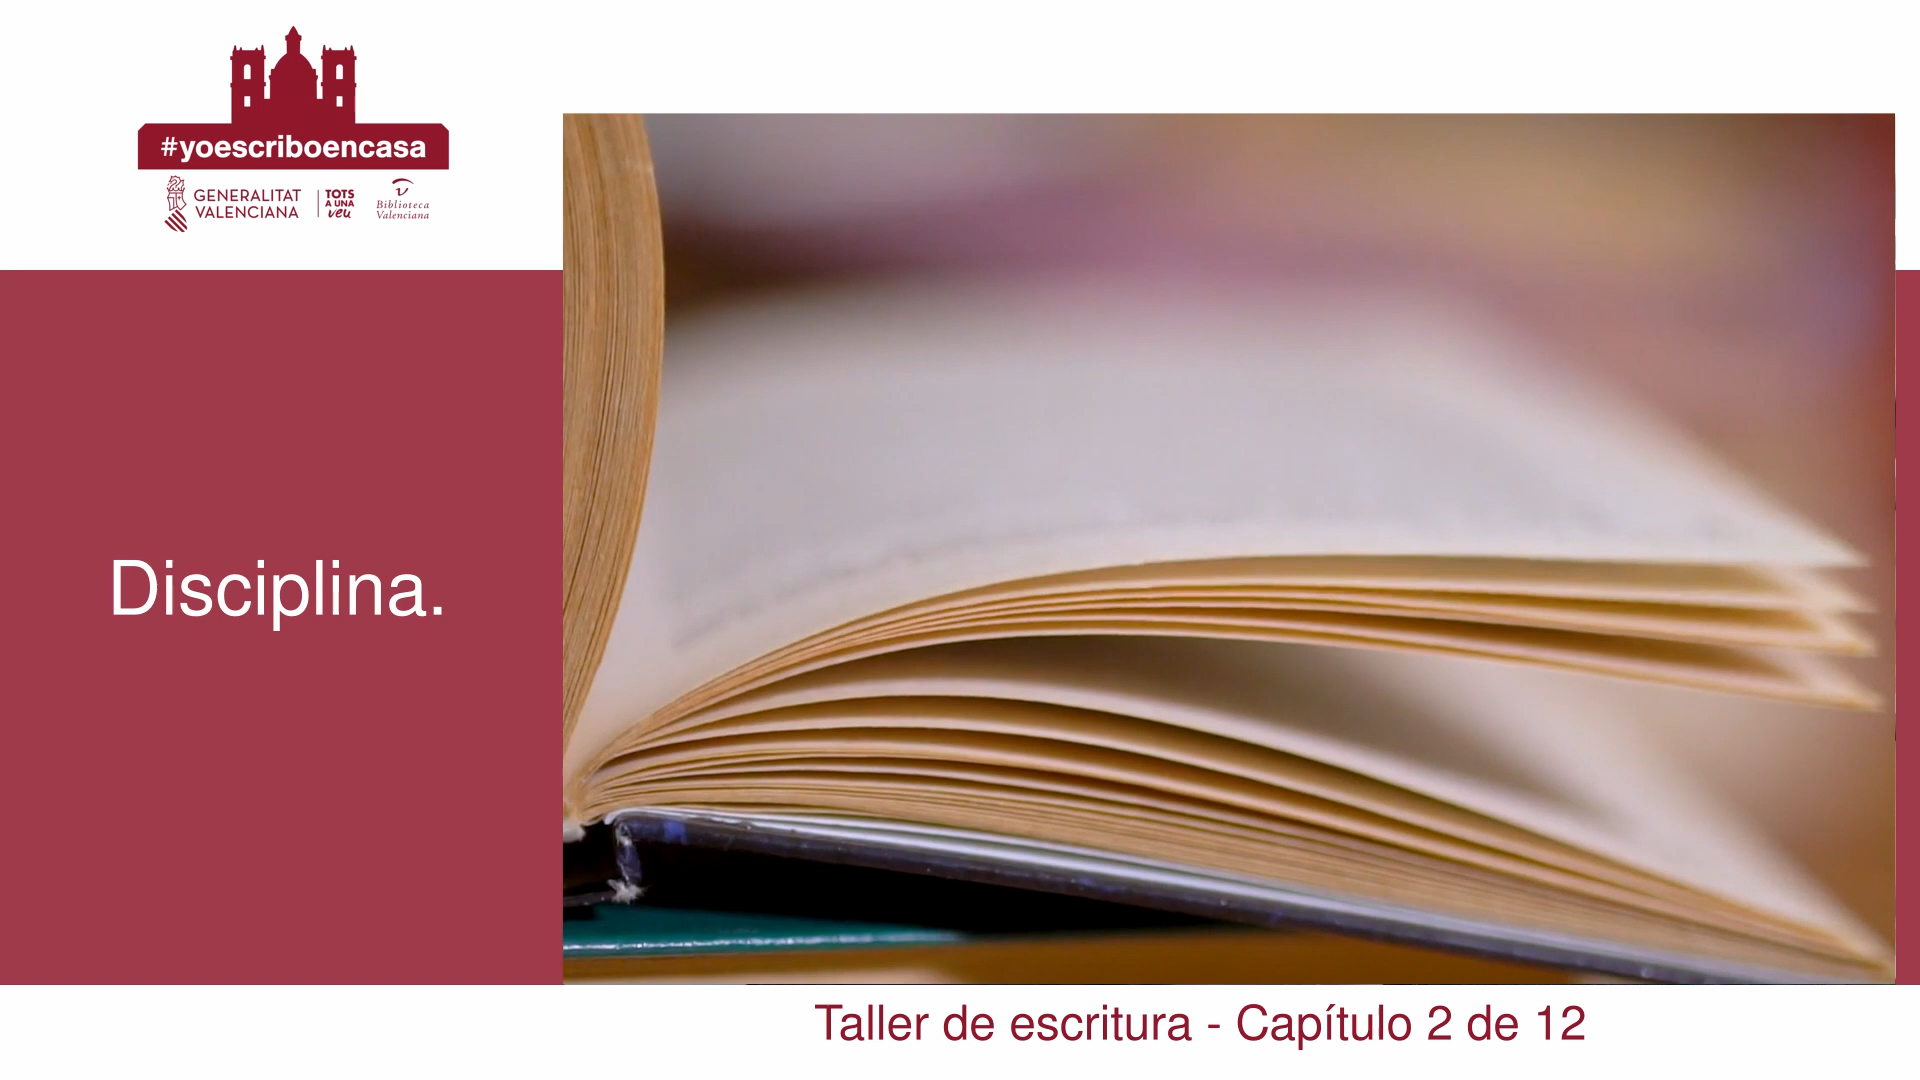 #yoescriboencasa
GENERALITAT
VALENCIANA
TOTS
A UNA
veu
Biblioteca
Valenciana
Disciplina.
Taller de escritura - Capítulo 2 de 12